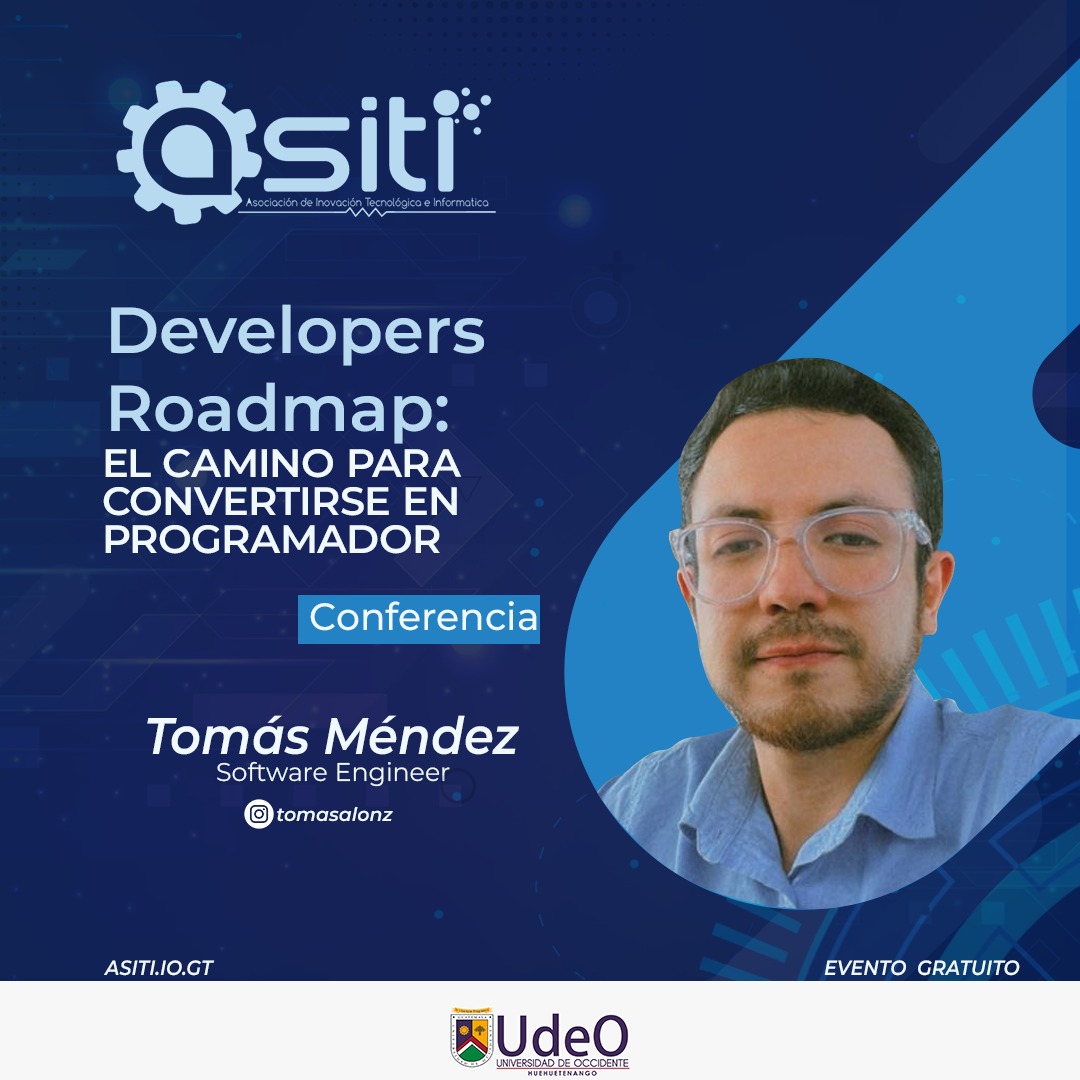 asiti
Asociación de Inovación Tecnológica e Informatica
Developers
Roadmap:
EL CAMINO PARA
CONVERTIRSE EN
PROGRAMADOR
Conferencia
Tomás Méndez
Software Engineer
tomasalonz
ASITI.IO.GT
EVENTO GRATUITO
UdeO
UNIVERSIDAD DE OCCIDENTE
HUEHUETENANGO